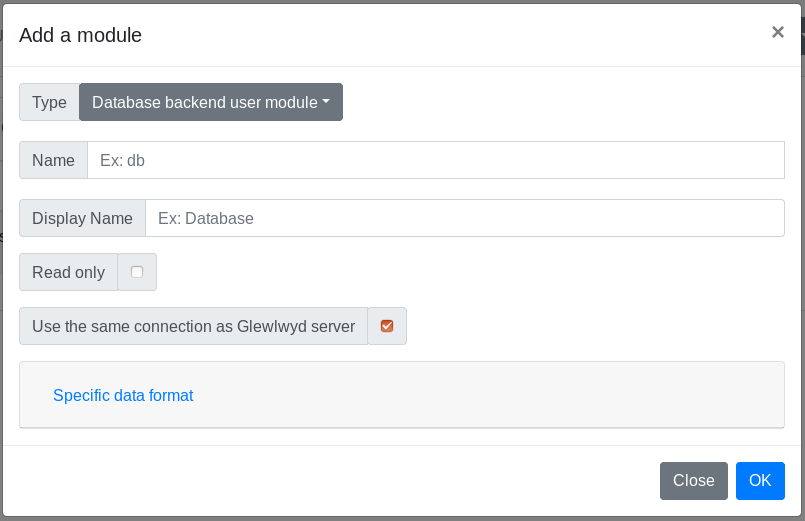 Add a module
×
Type Database backend user module
Name Ex: db
Display Name Ex: Database
Read only
Use the same connection as Glewlwyd server
Specific data format
Close OK